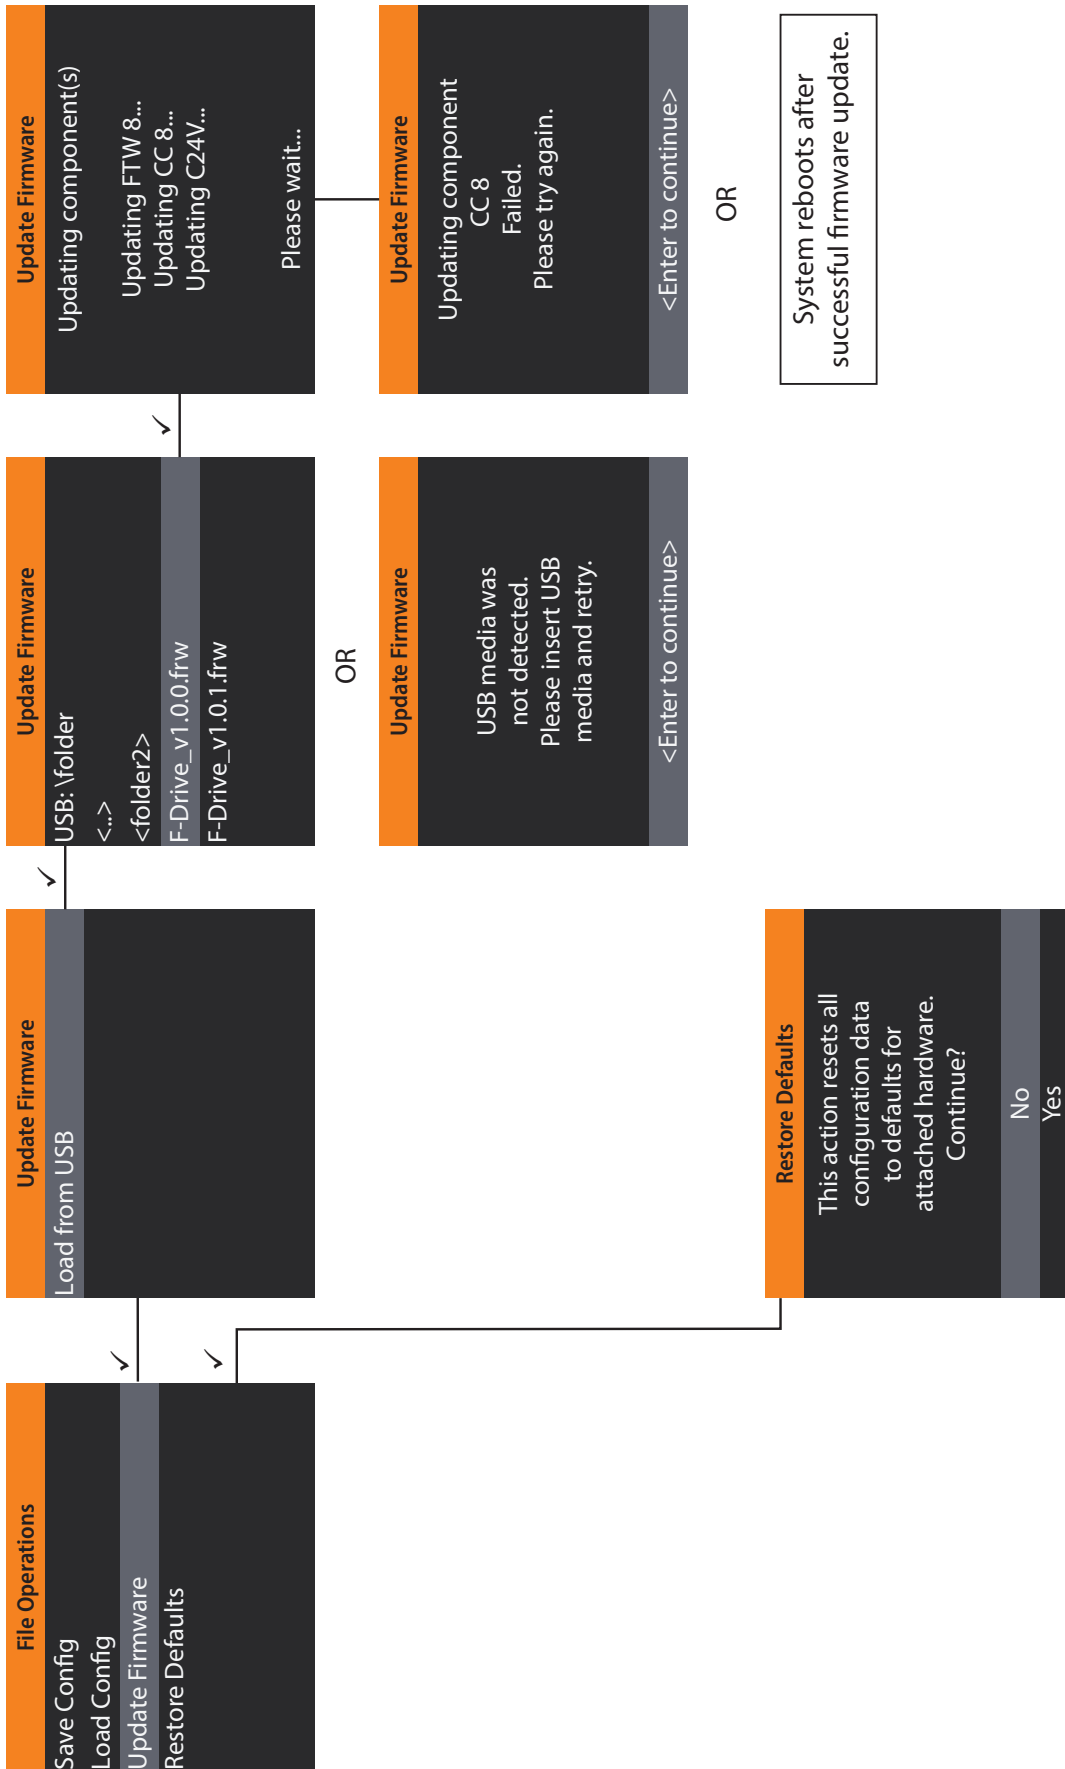 File Operations
Save Config
Load Config
Update Firmware
Restore Defaults
Update Firmware
Load from USB
Update Firmware
USB: \folder
<...>
<folder2>
F-Drive_v1.0.0.frw
F-Drive_v1.0.1.frw
OR
Update Firmware
USB media was
not detected.
Please insert USB
media and retry.
<Enter to continue>
Update Firmware
Updating component(s)
Updating FTW 8...
Updating CC 8...
Updating C24V...
Please wait...
Update Firmware
Updating component
CC 8
Failed.
Please try again.
<Enter to continue>
OR
System reboots after
successful firmware update.
Restore Defaults
This action resets all
configuration data
to defaults for
attached hardware.
Continue?
No
Yes